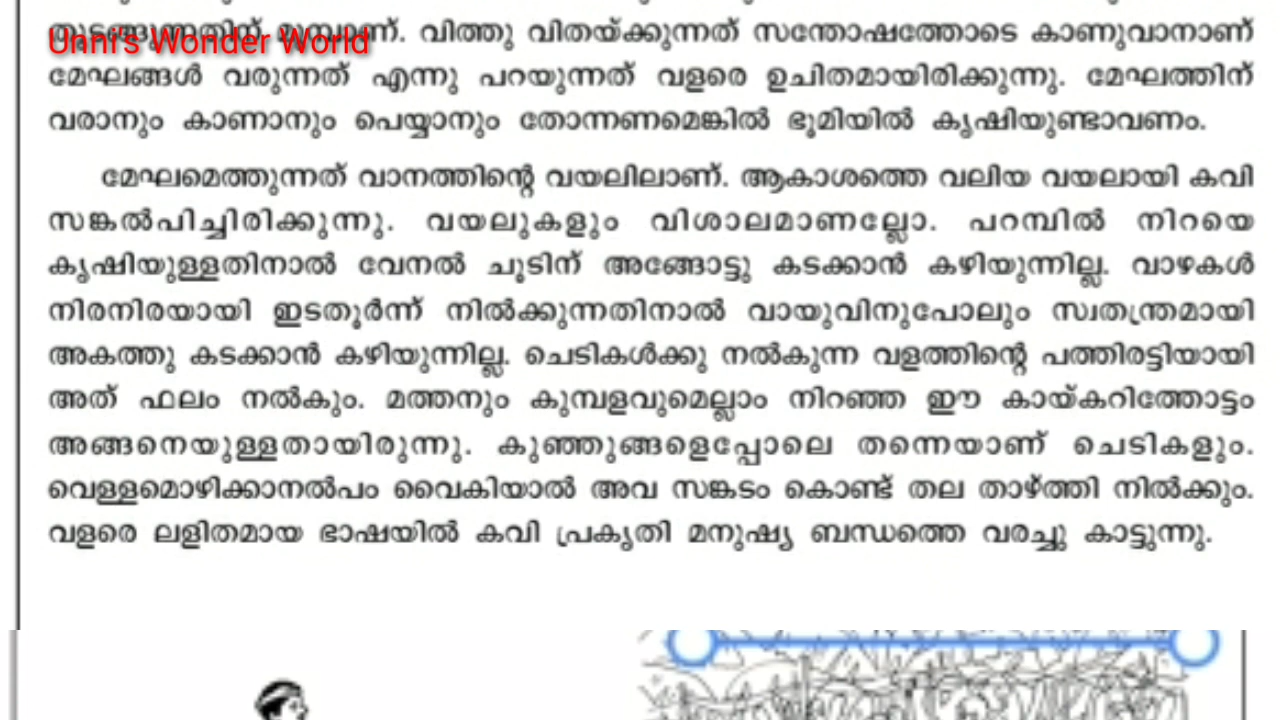 Unni's Wonder World
തുടങ്ങുന്നതിന് മുമ്പാണ്. വിത്തു വിതയ്ക്കുന്നത് സന്തോഷത്തോടെ കാണുവാനാണ്
മേഘങ്ങൾ വരുന്നത് എന്നു പറയുന്നത് വളരെ ഉചിതമായിരിക്കുന്നു. മേഘത്തിന്
വരാനും കാണാനും പെയ്യാനും തോന്നണമെങ്കിൽ ഭൂമിയിൽ കൃഷിയുണ്ടാവണം.
മേഘമെത്തുന്നത് വാനത്തിന്റെ വയലിലാണ്. ആകാശത്തെ വലിയ വയലായി കവി
സങ്കൽപിച്ചിരിക്കുന്നു. വയലുകളും വിശാലമാണല്ലോ. പറമ്പിൽ നിറയെ
കൃഷിയുള്ളതിനാൽ വേനൽ ചൂടിന് അങ്ങോട്ടു കടക്കാൻ കഴിയുന്നില്ല. വാഴകൾ
നിരനിരയായി ഇടതൂർന്ന് നിൽക്കുന്നതിനാൽ വായുവിനുപോലും സ്വതന്ത്രമായി
അകത്തു കടക്കാൻ കഴിയുന്നില്ല. ചെടികൾക്കു നൽകുന്ന വളത്തിന്റെ പത്തിരട്ടിയായി
അത് ഫലം നൽകും. മത്തനും കുമ്പളവുമെല്ലാം നിറഞ്ഞ ഈ കായ്കറിത്തോട്ടം
അങ്ങനെയുള്ളതായിരുന്നു. കുഞ്ഞുങ്ങളെപ്പോലെ തന്നെയാണ് ചെടികളും.
വെള്ളമൊഴിക്കാനൽപം വൈകിയാൽ അവ സങ്കടം കൊണ്ട് തല താഴ്ത്തി നിൽക്കും.
വളരെ ലളിതമായ ഭാഷയിൽ കവി പ്രകൃതി മനുഷ്യ ബന്ധത്തെ വരച്ചു കാട്ടുന്നു.